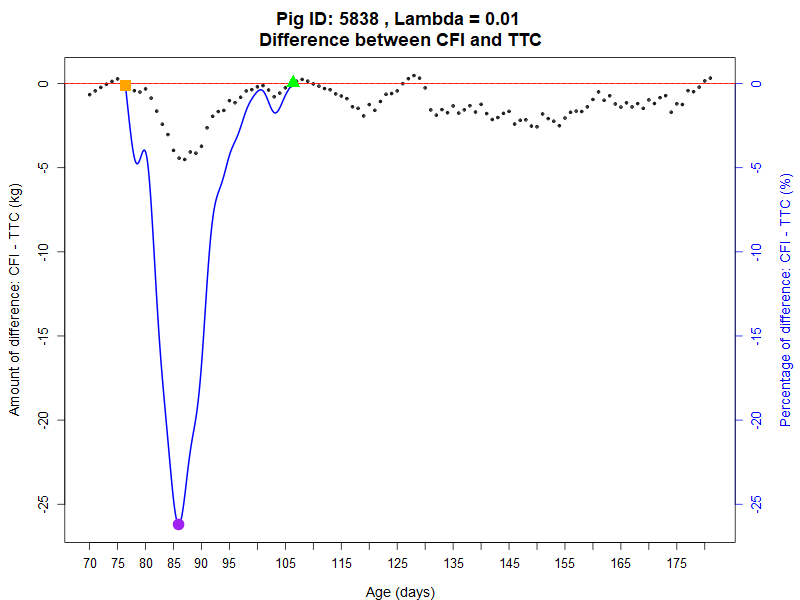 Pig ID: 5838 , Lambda = 0.01
Difference between CFI and TTC
Amount of difference: CFI - TTC (kg)
0
-5
-10
-15
-20
-25
0
-5
-10
-15
-20
-25
Percentage of difference: CFI - TTC (%)
70 75 80 85 90 95 105 115 125 135 145 155 165 175
Age (days)